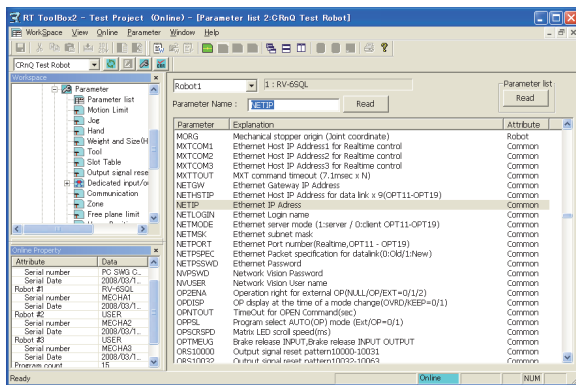 RT ToolBox2 - Test Project (Online) - [Parameter list 2:CRnQ Test Robot]
WorkSpace View Online Parameter Window Help
CRnQ Test Robot
Workspace
Parameter
Parameter list
Motion Limit
Jog
Hand
Weight and Size(H
Tool
Slot Table
Output signal rese
Dedicated input/ou
Communication
Zone
Free plane limit
Robot1 1 : RV-6SQL
Parameter list
Read
Parameter Name : NETIP Read
Parameter Explanation Attribute
MORG Mechanical stopper origin (Joint coordinate) Robot
MXTCOM1 Ethernet Host IP Address1 for Realtime control Common
MXTCOM2 Ethernet Host IP Address2 for Realtime control Common
MXTCOM3 Ethernet Host IP Address3 for Realtime control Common
MXTTOUT MXT command timeout (7.1msec x N) Common
NETGW Ethernet Gateway IP Address Common
NETHSTIP Ethernet Host IP Address for data link x 9(OPT11-OPT19) Common
NETIP Ethernet IP Adress Common
NETLOGIN Ethernet Login name Common
NETMODE Ethernet server mode (1:server / 0:client OPT11-OPT19) Common
NETMSK Ethernet subnet mask Common
NETPORT Ethernet Port number(Realtime,OPT11 - OPT19) Common
NETPSPEC Ethernet Packet specification for datalink(0:Old/1:New) Common
NETPSSWD Ethernet Password Common
NVPSWD Network Vision Password Common
NVUSER Network Vision User name Common
OP2ENA Operation right for external OP(NULL/OP/EXT=0/1/2) Common
OPDISP OP display at the time of a mode change(OVRD/KEEP=0/1) Common
OPNTOUT TimeOut for OPEN Command(sec) Common
OPPSL Program select AUTO(OP) mode (Ext/OP=0/1) Common
OPSCRSPD Matrix LED scroll speed(ms) Common
OPTMEUG Brake release INPUT,Brake release INPUT OUTPUT Common
ORS10000 Output signal reset pattern10000-10031 Common
ORS10032 Output signal reset pattern10032-10063 Common
Online Property
Attribute Data
Serial number PC SWG C...
Serial Date 2008/03/1...
Robot #1 RV-6SQL
Serial number MECHA1
Serial Date 2008/03/1...
Robot #2 USER
Serial number MECHA2
Serial Date 2008/03/1...
Robot #3 USER
Serial number MECHA3
Serial Date 2008/03/1...
Program count 15
Ready Online NUM